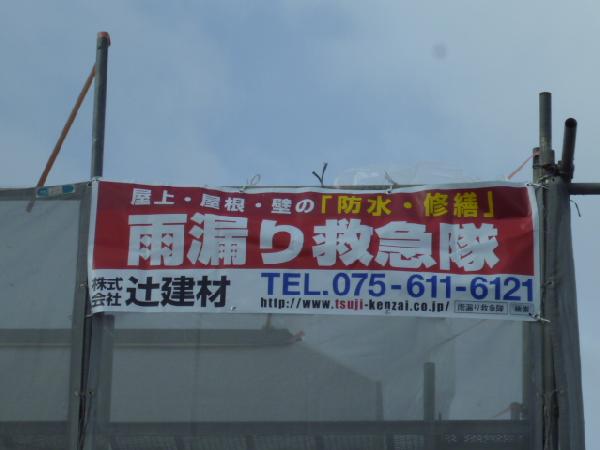 屋上・屋根・壁の「防水・修繕」
雨漏り救急隊
株式会社 辻建材 TEL.075-611-6121
http://www.tsuji-kenzai.co.jp/ 雨漏り救急隊 検索